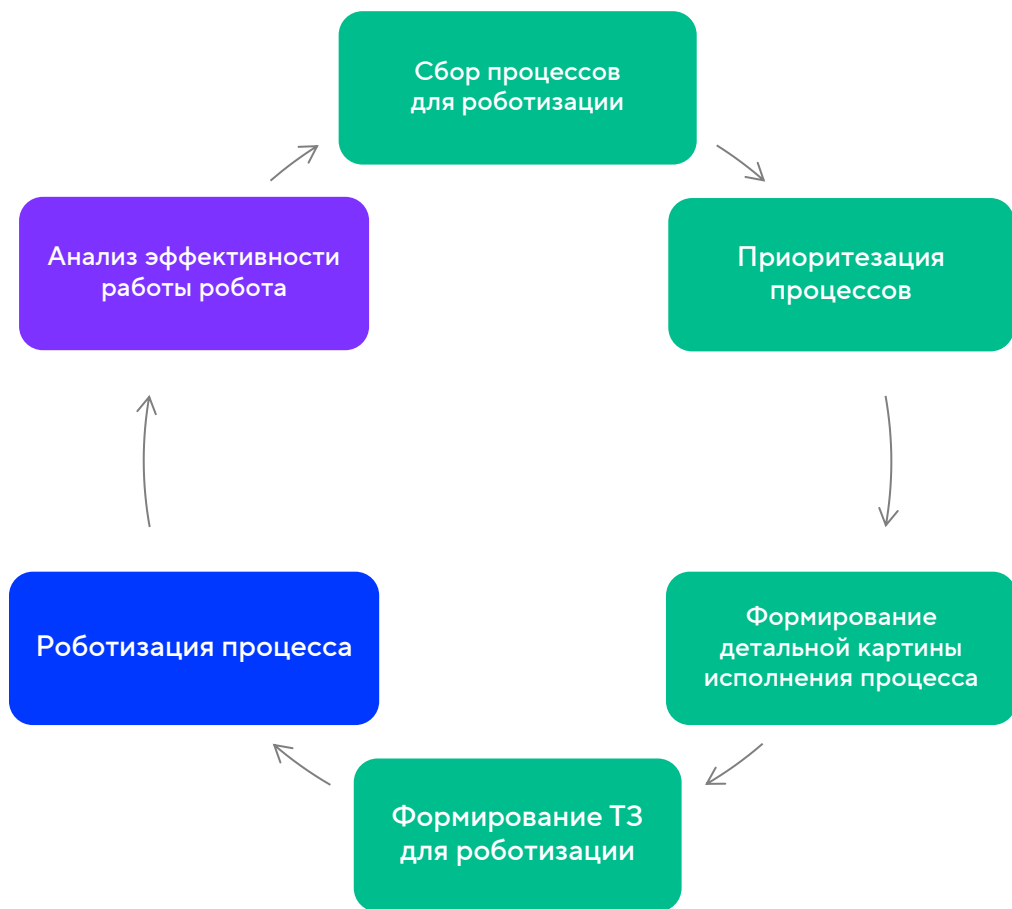 Сбор процессов
для роботизации
Приоритезация
процессов
Формирование
детальной картины
исполнения процесса
Формирование ТЗ
для роботизации
Роботизация процесса
Анализ эффективности
работы робота